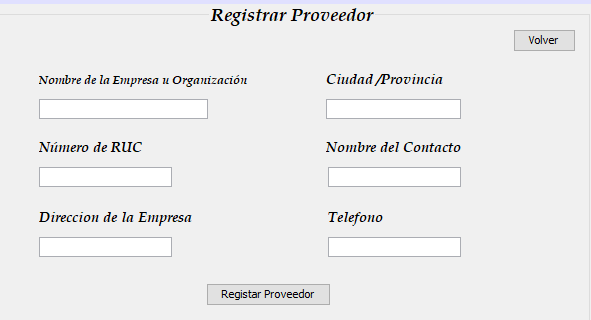 Registrar Proveedor
Volver
Nombre de la Empresa u Organización
Ciudad /Provincia
Número de RUC
Nombre del Contacto
Direccion de la Empresa
Telefono
Registar Proveedor